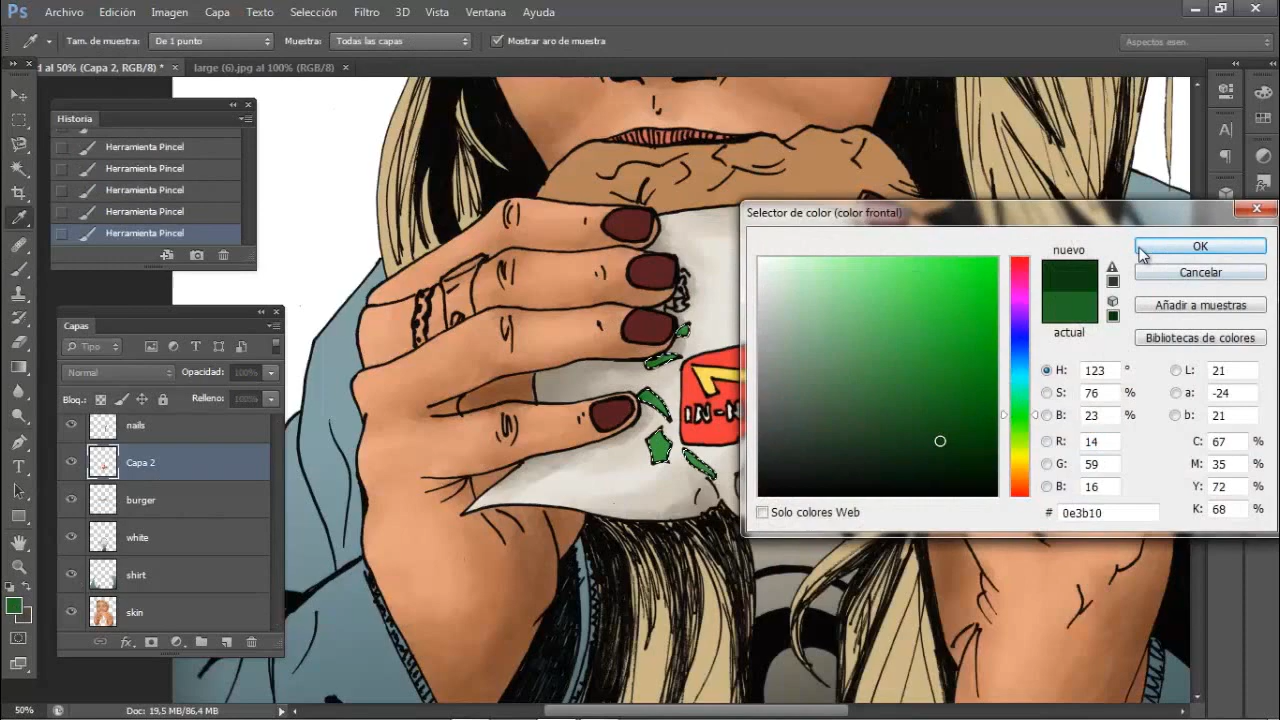 Ps Archivo Edición Imagen Capa Texto Selección Filtro 3D Vista Ventana Ayuda
Tam. de muestra: De 1 punto Muestra: Todas las capas Mostrar aro de muestra Aspectos esen.
d al 50% (Capa 2, RGB/8) * × large (6).jpg al 100% (RGB/8) ×
Historia
Herramienta Pincel
Herramienta Pincel
Herramienta Pincel
Herramienta Pincel
Herramienta Pincel
Capas
Tipo
Normal Opacidad: 100%
Bloq.: Relleno: 100%
nails
Capa 2
burger
white
shirt
skin
fx
IN-N
Selector de color (color frontal)
nuevo
actual
OK
Cancelar
Añadir a muestras
Bibliotecas de colores
H: 123 ° L: 21
S: 76 % a: -24
B: 23 % b: 21
R: 14 C: 67 %
G: 59 M: 35 %
B: 16 Y: 72 %
# 0e3b10 K: 68 %
Solo colores Web
50% Doc: 19,5 MB/86,4 MB